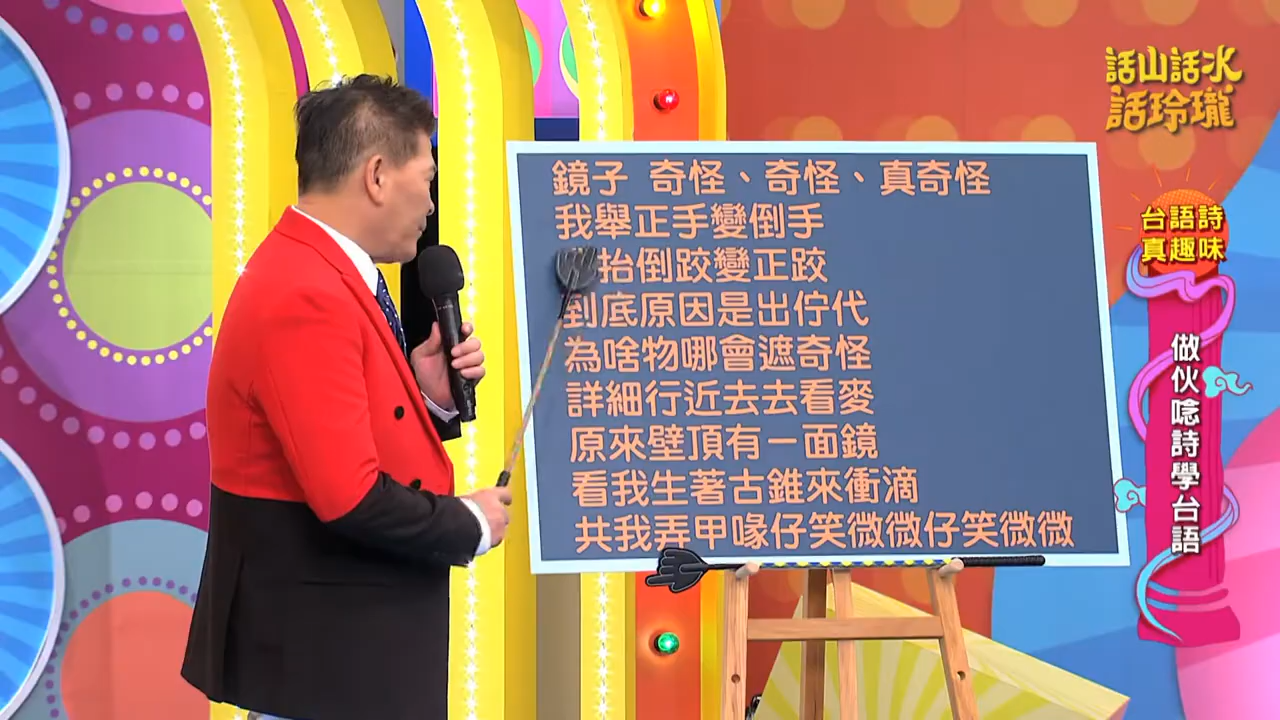 話山話水
話玲瓏
鏡子 奇怪、奇怪、真奇怪
我舉正手變倒手
抬倒跤變正跤
到底原因是出佇代
為啥物哪會遮奇怪
詳細行近去去看麥
原來壁頂有一面鏡
看我生著古錐來衝滴
共我弄甲喙仔笑微微仔笑微微
台語詩
真趣味
做伙唸詩學台語